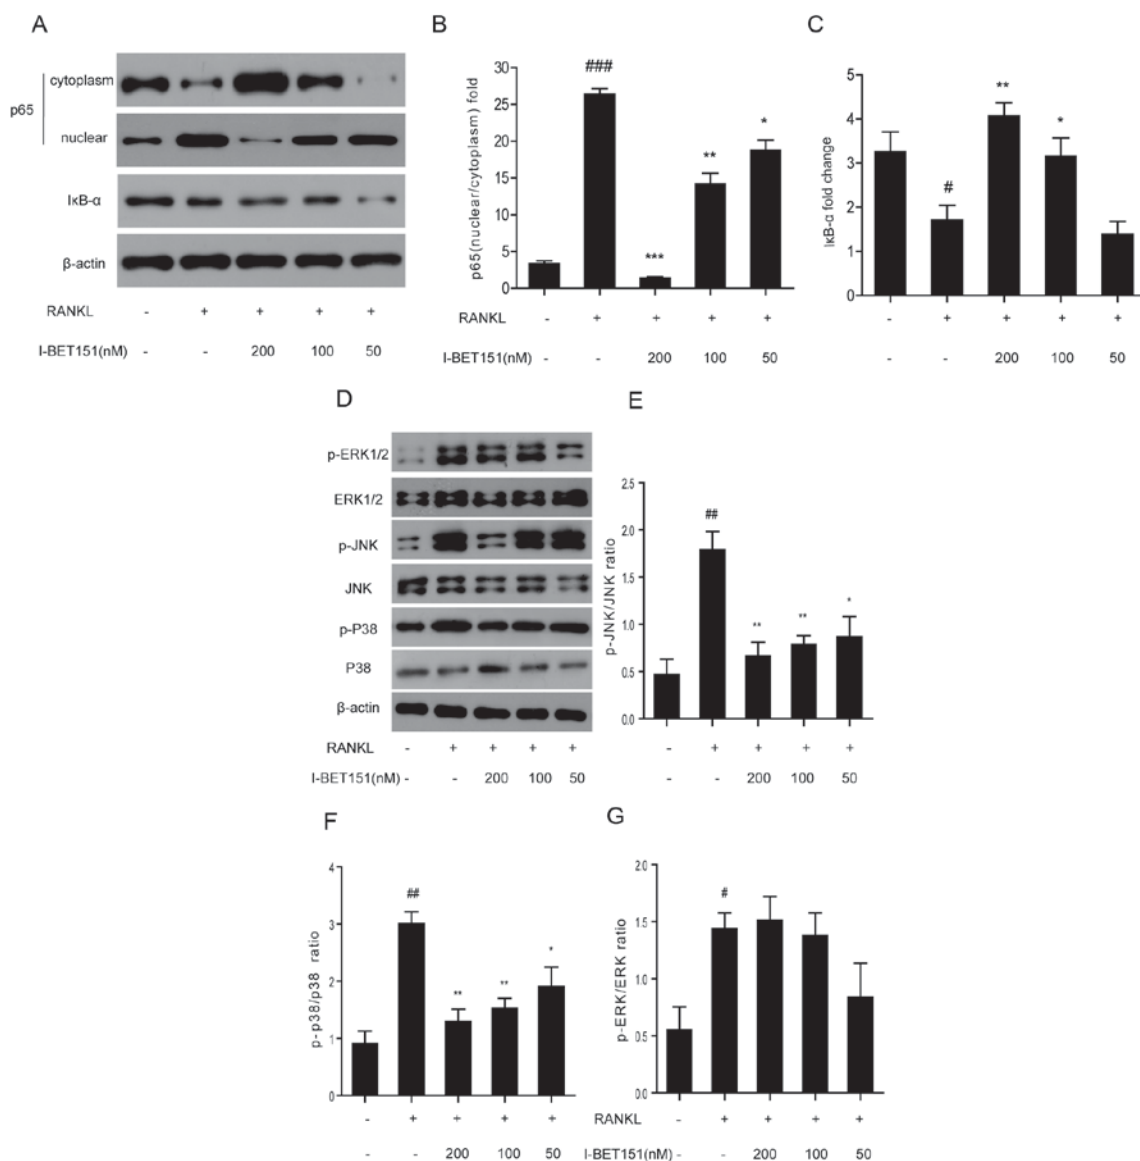 A
p65
cytoplasm
nuclear
IκB-α
β-actin
RANKL - + + + +
I-BET151(nM) - - 200 100 50
B
p65(nuclear/cytoplasm) fold
30
25
20
15
10
5
0
###
***
**
*
RANKL - + + + +
I-BET151(nM) - - 200 100 50
C
IκB-α fold change
5
4
3
2
1
0
#
**
*
- + + + +
- - 200 100 50
D
p-ERK1/2
ERK1/2
p-JNK
JNK
p-P38
P38
β-actin
RANKL - + + + +
I-BET151(nM) - - 200 100 50
E
p-JNK/JNK ratio
2.5
2.0
1.5
1.0
0.5
0.0
##
**
**
*
- + + + +
- - 200 100 50
F
p-p38/p38 ratio
4
3
2
1
0
##
**
**
*
- + + + +
- - 200 100 50
G
p-ERK/ERK ratio
2.0
1.5
1.0
0.5
0.0
#
RANKL - + + + +
I-BET151(nM) - - 200 100 50